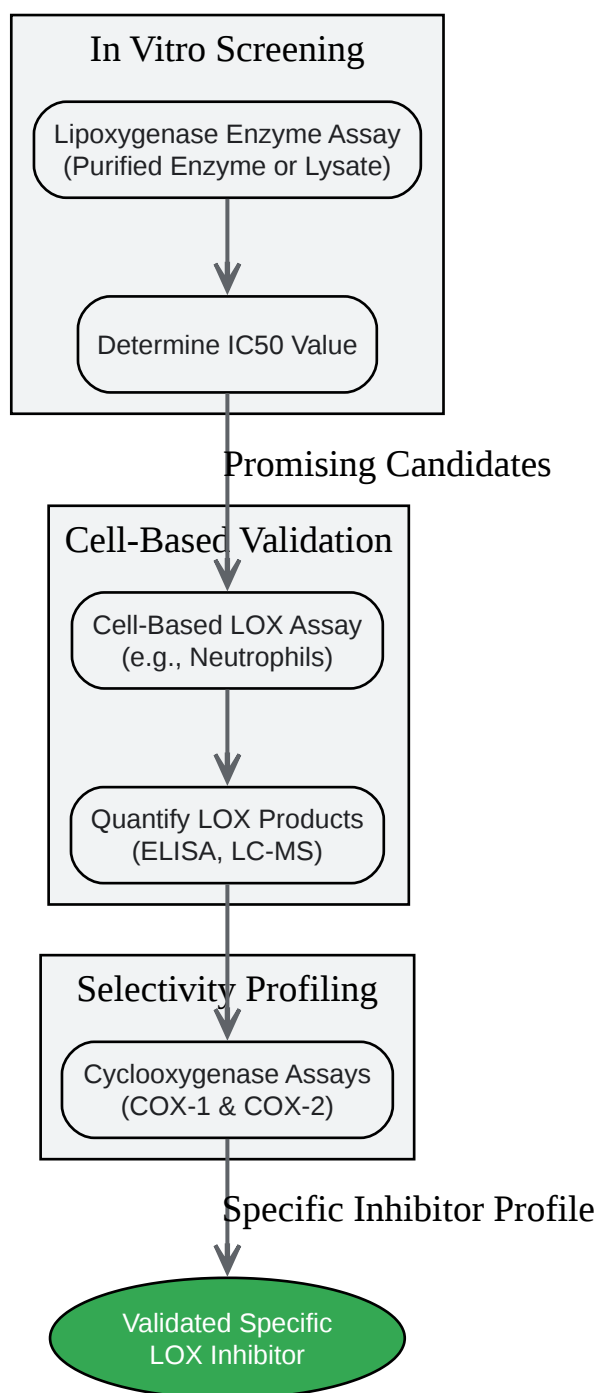 In Vitro Screening
Lipoxygenase Enzyme Assay
(Purified Enzyme or Lysate)
Determine IC50 Value
Promising Candidates
Cell-Based Validation
Cell-Based LOX Assay
(e.g., Neutrophils)
Quantify LOX Products
(ELISA, LC-MS)
Selectivity Profiling
Cyclooxygenase Assays
(COX-1 & COX-2)
Specific Inhibitor Profile
Validated Specific
LOX Inhibitor